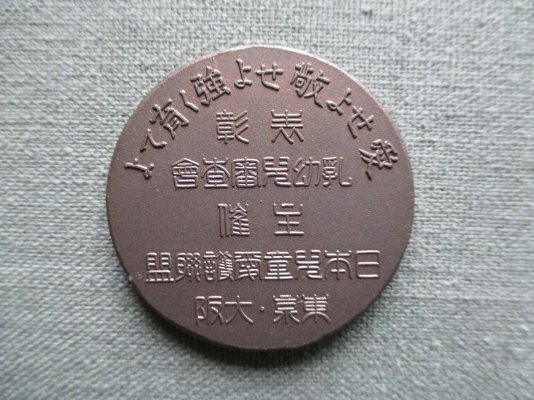 愛せよ敬せよ強く育てよ
表彰
乳幼兒審査會
主催
日本兒童愛護聯盟
東京・大阪